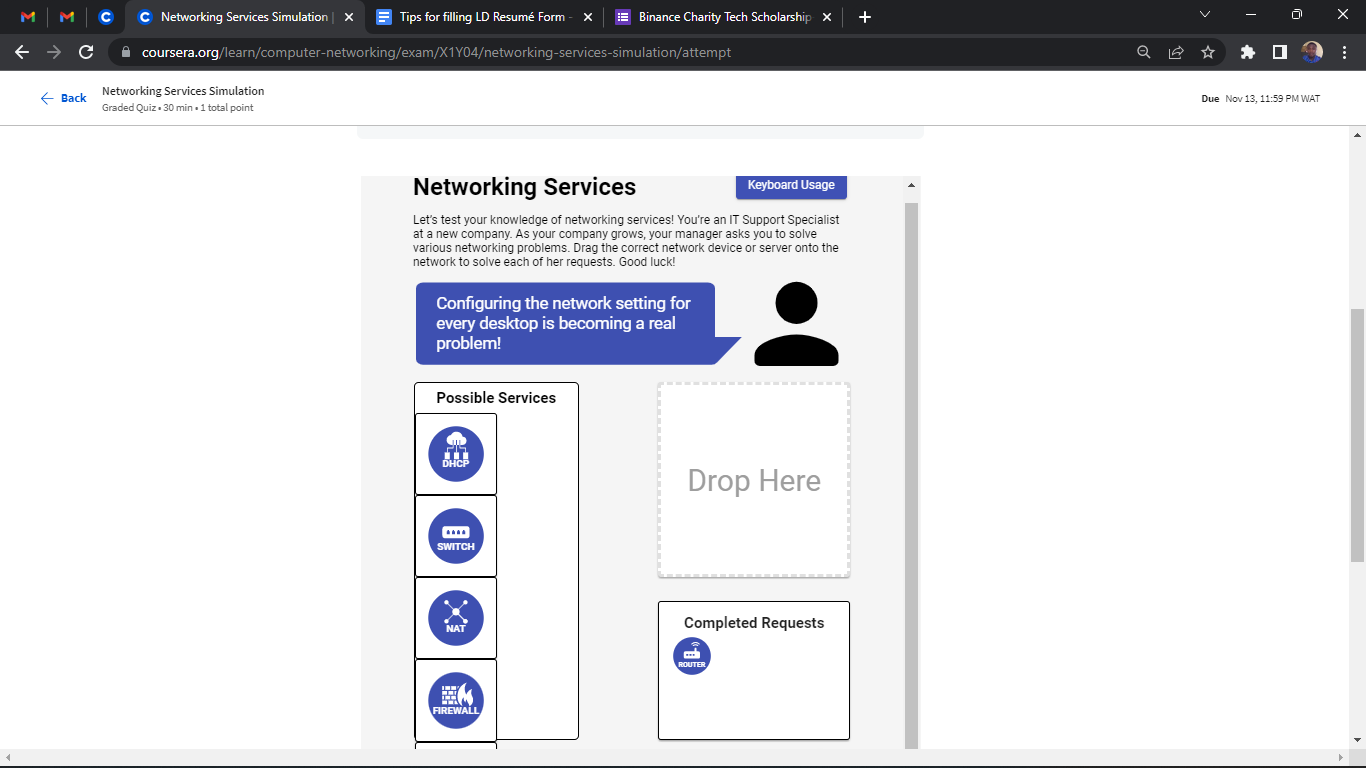 Networking Services Simulation |
Tips for filling LD Resumé Form -
Binance Charity Tech Scholarship
coursera.org/learn/computer-networking/exam/X1Y04/networking-services-simulation/attempt
Back
Networking Services Simulation
Graded Quiz • 30 min • 1 total point
Due Nov 13, 11:59 PM WAT
Networking Services
Keyboard Usage
Let's test your knowledge of networking services! You're an IT Support Specialist
at a new company. As your company grows, your manager asks you to solve
various networking problems. Drag the correct network device or server onto the
network to solve each of her requests. Good luck!
Configuring the network setting for
every desktop is becoming a real
problem!
Possible Services
DHCP
SWITCH
NAT
FIREWALL
Drop Here
Completed Requests
ROUTER